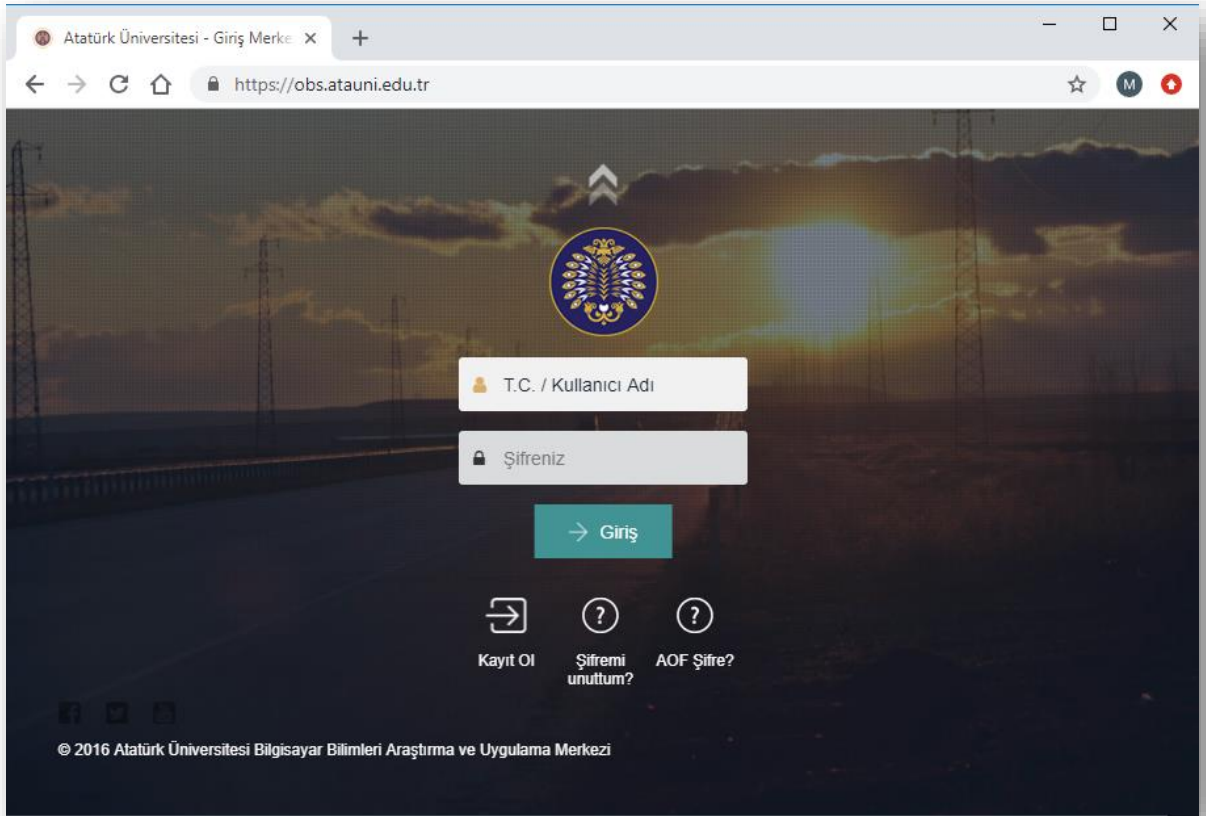 Atatürk Üniversitesi - Giriş Merke
https://obs.atauni.edu.tr
M
T.C. / Kullanıcı Adı
Şifreniz
Giriş
Kayıt Ol
Şifremi
unuttum?
AOF Şifre?
© 2016 Atatürk Üniversitesi Bilgisayar Bilimleri Araştırma ve Uygulama Merkezi